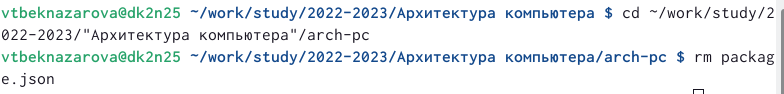 vtbeknazarova@dk2n25 ~/work/study/2022-2023/Архитектура компьютера $ cd ~/work/study/2
022-2023/"Архитектура компьютера"/arch-pc
vtbeknazarova@dk2n25 ~/work/study/2022-2023/Архитектура компьютера/arch-pc $ rm packag
e.json